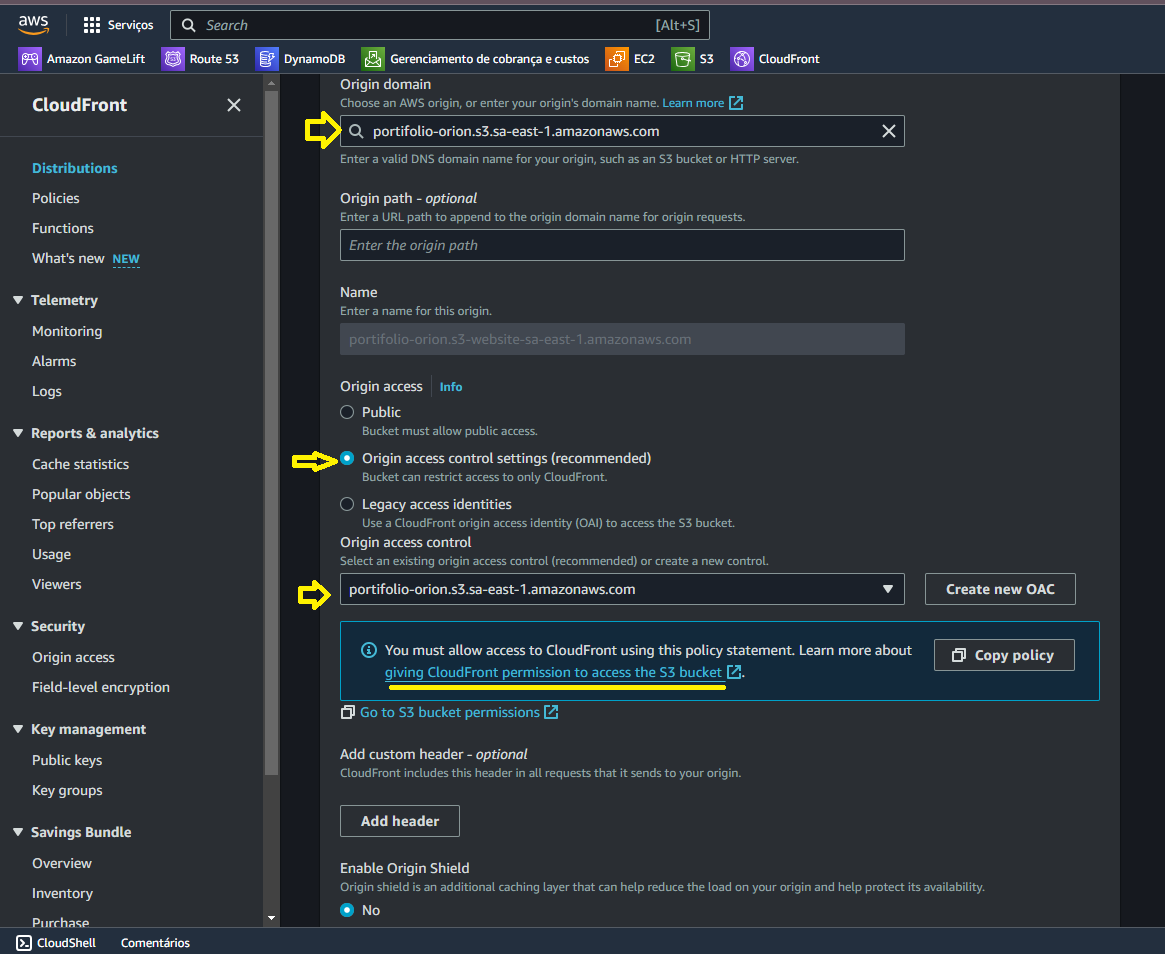 aws
Serviços
Search
[Alt+S]
Amazon GameLift
Route 53
DynamoDB
Gerenciamento de cobrança e custos
EC2
S3
CloudFront
CloudFront
Distributions
Policies
Functions
What's new NEW
Telemetry
Monitoring
Alarms
Logs
Reports & analytics
Cache statistics
Popular objects
Top referrers
Usage
Viewers
Security
Origin access
Field-level encryption
Key management
Public keys
Key groups
Savings Bundle
Overview
Inventory
Purchase
Origin domain
Choose an AWS origin, or enter your origin's domain name. Learn more
portifolio-orion.s3.sa-east-1.amazonaws.com
Enter a valid DNS domain name for your origin, such as an S3 bucket or HTTP server.
Origin path - optional
Enter a URL path to append to the origin domain name for origin requests.
Enter the origin path
Name
Enter a name for this origin.
portifolio-orion.s3-website-sa-east-1.amazonaws.com
Origin access
Info
Public
Bucket must allow public access.
Origin access control settings (recommended)
Bucket can restrict access to only CloudFront.
Legacy access identities
Use a CloudFront origin access identity (OAI) to access the S3 bucket.
Origin access control
Select an existing origin access control (recommended) or create a new control.
portifolio-orion.s3.sa-east-1.amazonaws.com
Create new OAC
You must allow access to CloudFront using this policy statement. Learn more about
giving CloudFront permission to access the S3 bucket.
Copy policy
Go to S3 bucket permissions
Add custom header - optional
CloudFront includes this header in all requests that it sends to your origin.
Add header
Enable Origin Shield
Origin shield is an additional caching layer that can help reduce the load on your origin and help protect its availability.
No
CloudShell
Comentários